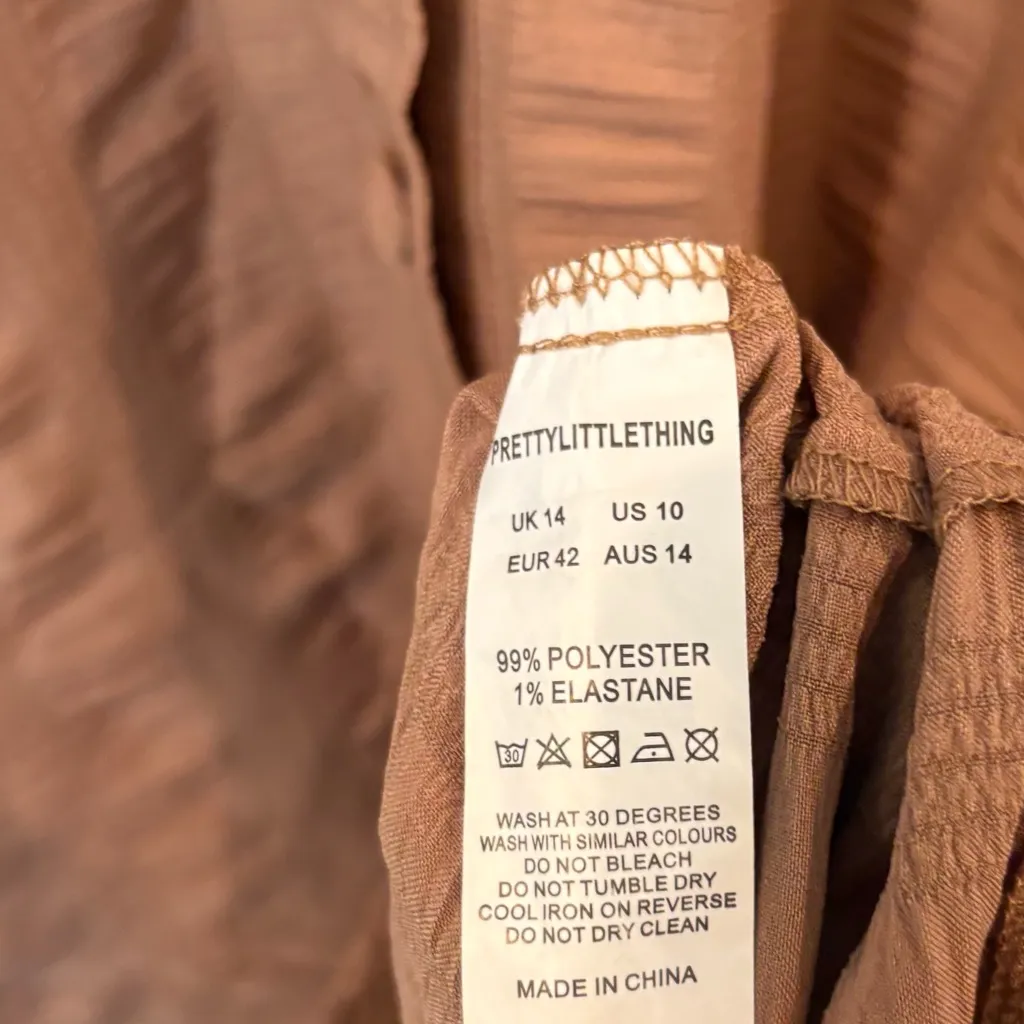 PRETTYLITTLETHING
UK 14 US 10
EUR 42 AUS 14
99% POLYESTER
1% ELASTANE
30
WASH AT 30 DEGREES
WASH WITH SIMILAR COLOURS
DO NOT BLEACH
DO NOT TUMBLE DRY
COOL IRON ON REVERSE
DO NOT DRY CLEAN
MADE IN CHINA